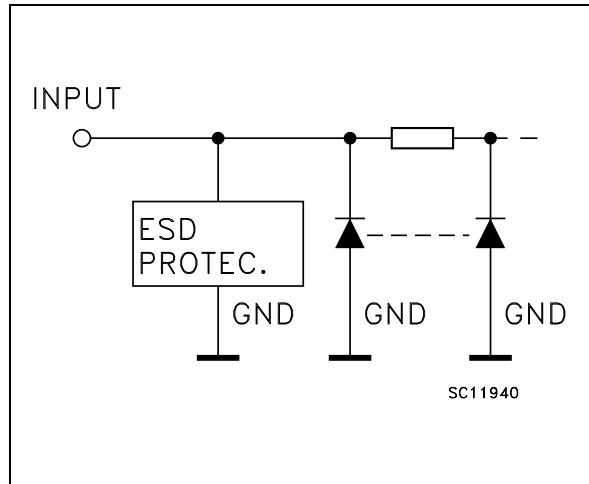 INPUT
ESD
PROTEC.
GND
GND
GND
SC11940